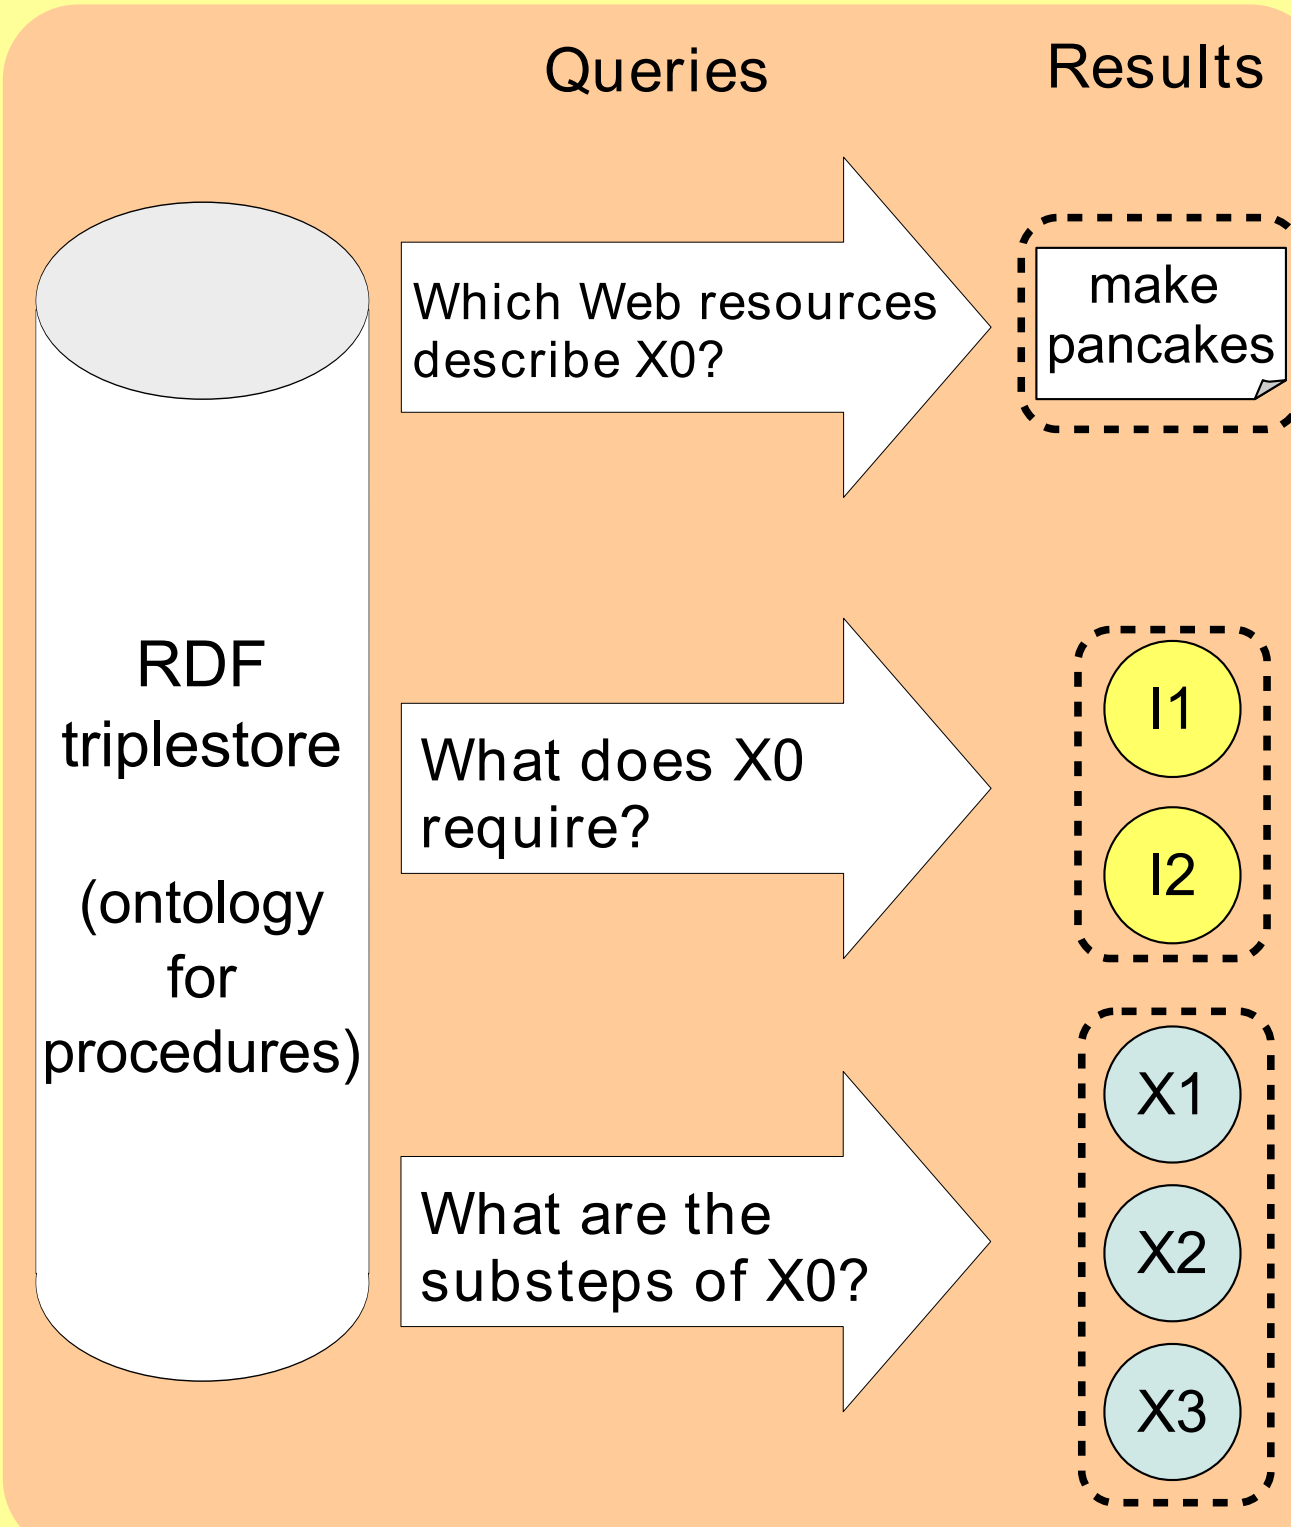 Queries
Results
RDF
triplestore
(ontology
for
procedures)
Which Web resources
describe X0?
make
pancakes
What does X0
require?
I1
I2
What are the
substeps of X0?
X1
X2
X3